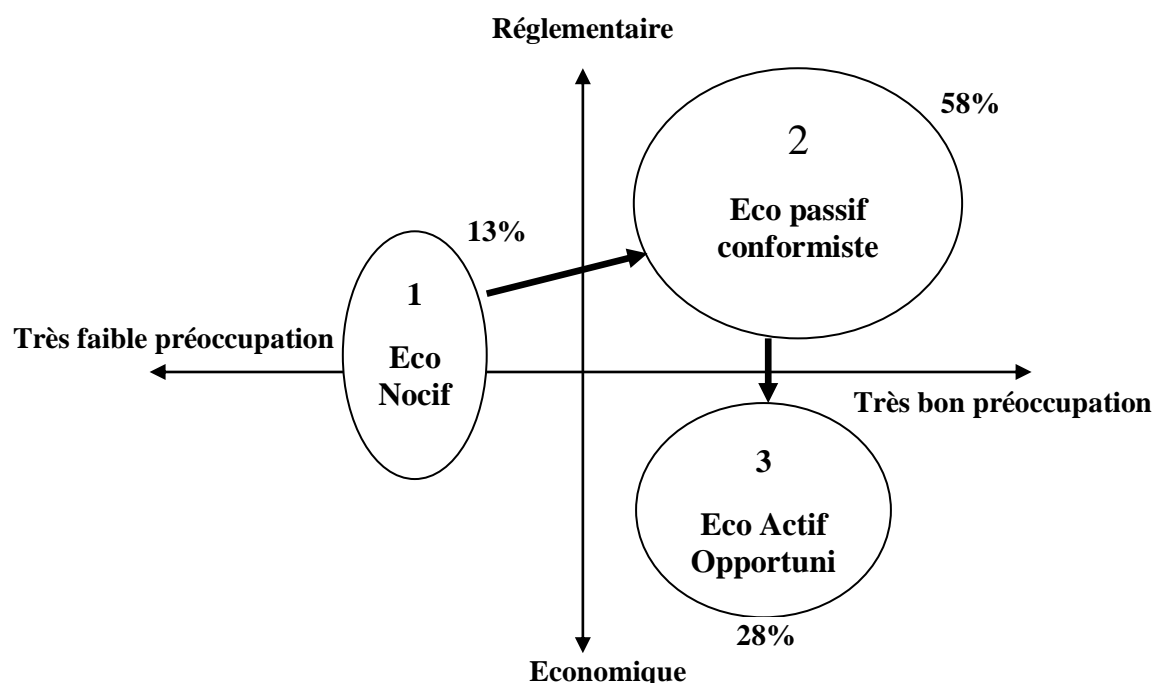 Réglementaire
58%
2
Eco passif
conformiste
13%
1
Eco
Nocif
Très faible préoccupation
Très bon préoccupation
3
Eco Actif
Opportuni
28%
Economique